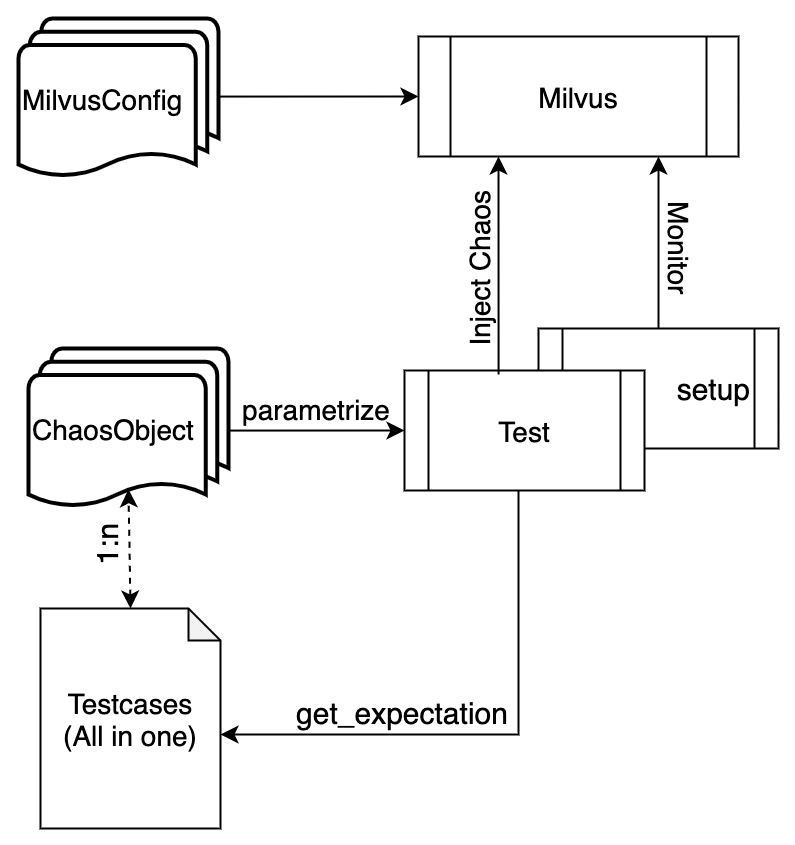 MilvusConfig
Milvus
Inject Chaos
Monitor
setup
ChaosObject
parametrize
Test
1:n
Testcases
(All in one)
get_expectation